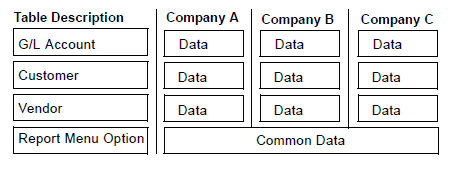 Table Description Company A Company B Company C
G/L Account Data Data Data
Customer Data Data Data
Vendor Data Data Data
Report Menu Option Common Data